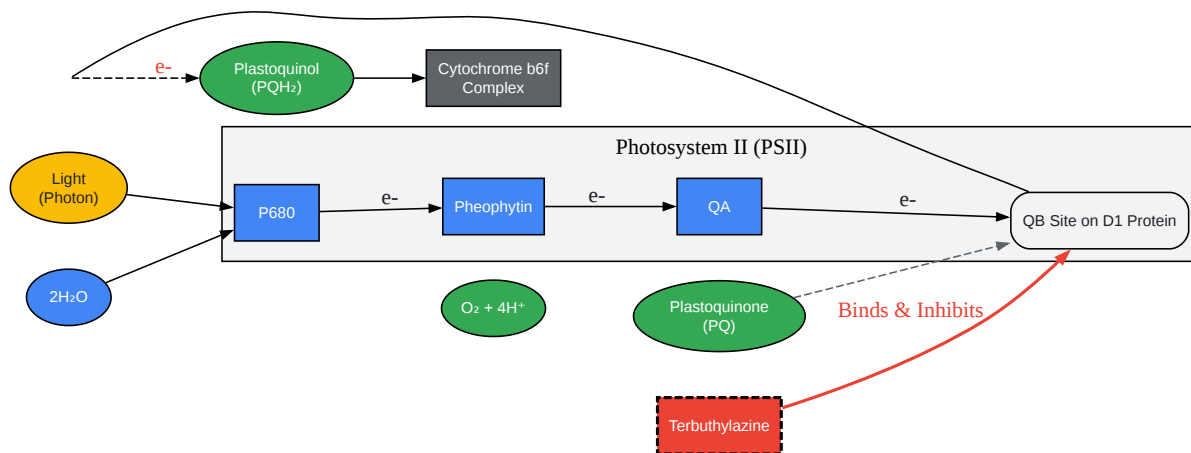 e-
Plastoquinol
(PQH₂)
Cytochrome b6f
Complex
Photosystem II (PSII)
Light
(Photon)
P680
e-
Pheophytin
e-
QA
e-
QB Site on D1 Protein
2H₂O
O₂ + 4H⁺
Plastoquinone
(PQ)
Binds & Inhibits
Terbuthylazine